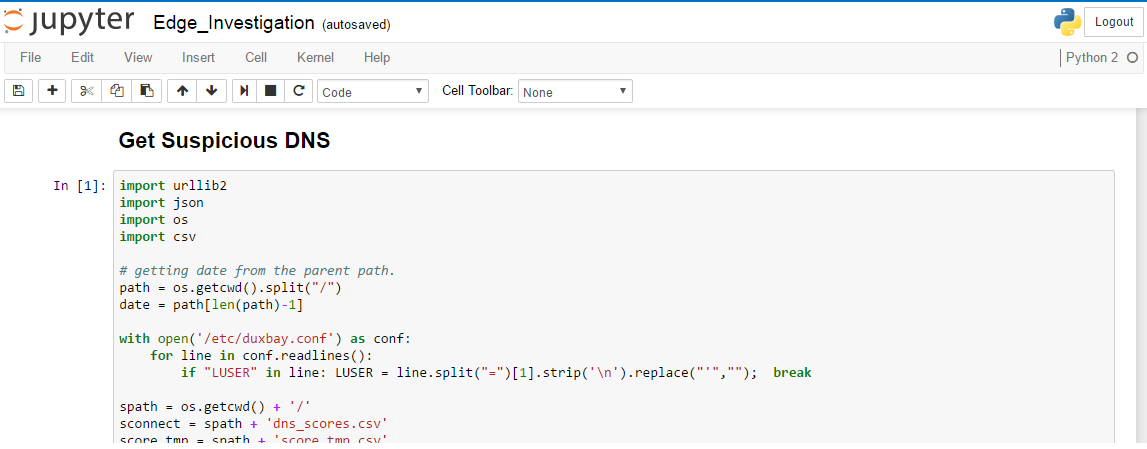 jupyter Edge_Investigation (autosaved)
Logout
File Edit View Insert Cell Kernel Help
Python 2
Code Cell Toolbar: None
Get Suspicious DNS
In [1]:
import urllib2
import json
import os
import csv
# getting date from the parent path.
path = os.getcwd().split("/")
date = path[len(path)-1]
with open('/etc/duxbay.conf') as conf:
    for line in conf.readlines():
        if "LUSER" in line: LUSER = line.split("=")[1].strip('\n').replace("'","");  break
spath = os.getcwd() + '/'
sconnect = spath + 'dns_scores.csv'
score_tmp = spath + 'score_tmp.csv'